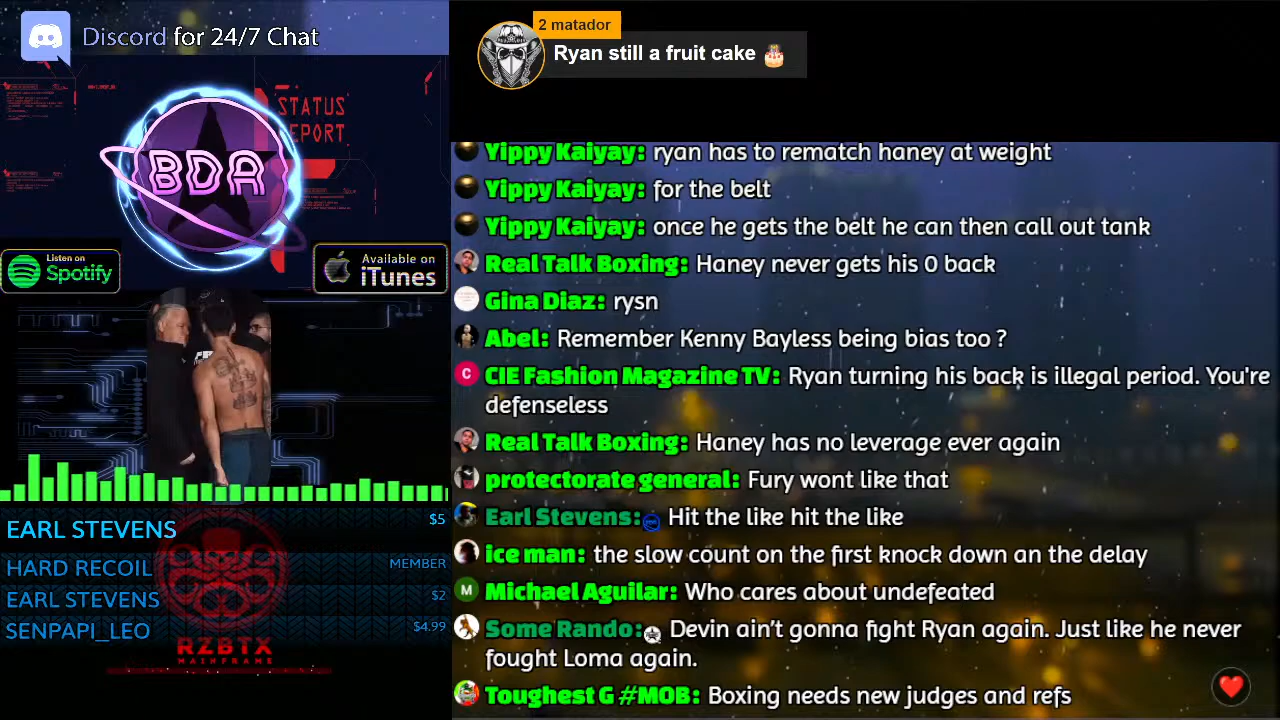 Discord for 24/7 Chat
STATUS
REPORT
BDA
Listen on
Spotify
Available on
iTunes
EARL STEVENS $5
HARD RECOIL MEMBER
EARL STEVENS $2
SENPAPI_LEO $4.99
RZBTX
MAINFRAME
2 matador
Ryan still a fruit cake 🎂
Yippy Kaiyay: ryan has to rematch haney at weight
Yippy Kaiyay: for the belt
Yippy Kaiyay: once he gets the belt he can then call out tank
Real Talk Boxing: Haney never gets his 0 back
Gina Diaz: rysn
Abel: Remember Kenny Bayless being bias too ?
C
CIE Fashion Magazine TV: Ryan turning his back is illegal period. You're
defenseless
Real Talk Boxing: Haney has no leverage ever again
protectorate general: Fury wont like that
Earl Stevens: Hit the like hit the like
ice man: the slow count on the first knock down an the delay
M
Michael Aguilar: Who cares about undefeated
Some Rando: Devin ain’t gonna fight Ryan again. Just like he never
fought Loma again.
Toughest G #MOB: Boxing needs new judges and refs